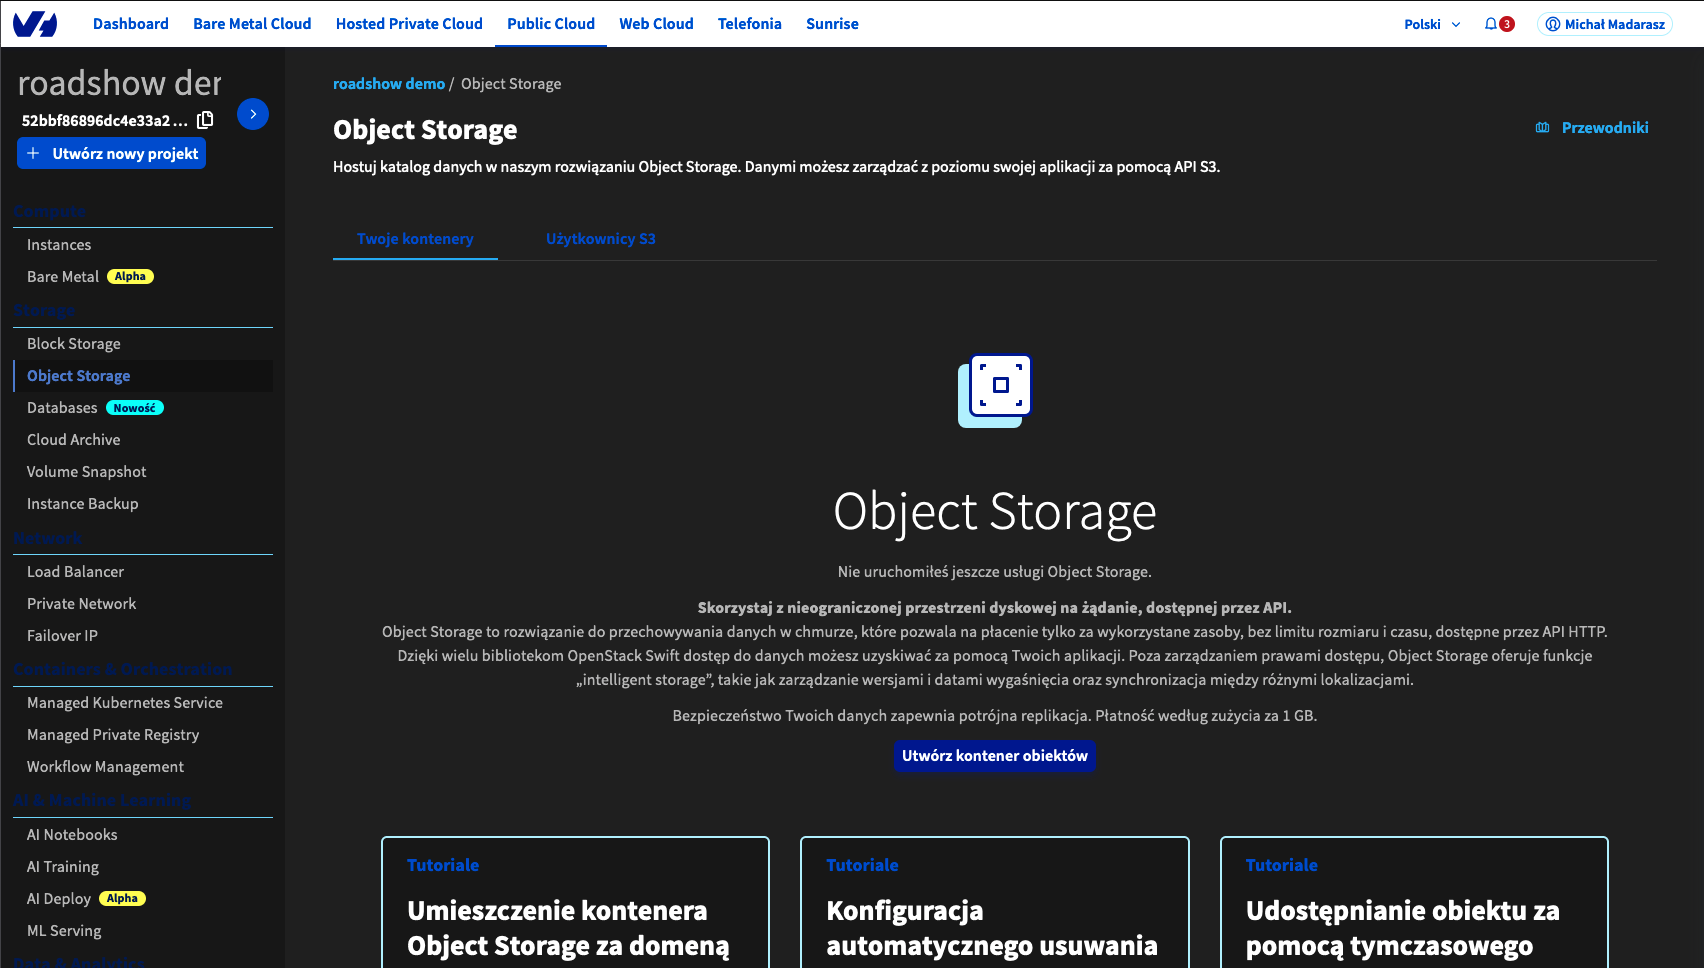 Dashboard
Bare Metal Cloud
Hosted Private Cloud
Public Cloud
Web Cloud
Telefonia
Sunrise
Polski
3
Michał Madarasz
roadshow der
52bbf86896dc4e33a2...
+ Utwórz nowy projekt
Compute
Instances
Bare Metal Alpha
Storage
Block Storage
Object Storage
Databases Nowość
Cloud Archive
Volume Snapshot
Instance Backup
Network
Load Balancer
Private Network
Failover IP
Containers & Orchestration
Managed Kubernetes Service
Managed Private Registry
Workflow Management
AI & Machine Learning
AI Notebooks
AI Training
AI Deploy Alpha
ML Serving
Data & Analytics
roadshow demo / Object Storage
Object Storage
Przewodniki
Hostuj katalog danych w naszym rozwiązaniu Object Storage. Danymi możesz zarządzać z poziomu swojej aplikacji za pomocą API S3.
Twoje kontenery
Użytkownicy S3
Object Storage
Nie uruchomiłeś jeszcze usługi Object Storage.
Skorzystaj z nieograniczonej przestrzeni dyskowej na żądanie, dostępnej przez API.
Object Storage to rozwiązanie do przechowywania danych w chmurze, które pozwala na płacenie tylko za wykorzystane zasoby, bez limitu rozmiaru i czasu, dostępne przez API HTTP.
Dzięki wielu bibliotekom OpenStack Swift dostęp do danych możesz uzyskiwać za pomocą Twoich aplikacji. Poza zarządzaniem prawami dostępu, Object Storage oferuje funkcje
„intelligent storage”, takie jak zarządzanie wersjami i datami wygaśnięcia oraz synchronizacja między różnymi lokalizacjami.
Bezpieczeństwo Twoich danych zapewnia potrójna replikacja. Płatność według zużycia za 1 GB.
Utwórz kontener obiektów
Tutoriale
Umieszczenie kontenera
Object Storage za domeną
Tutoriale
Konfiguracja
automatycznego usuwania
Tutoriale
Udostępnianie obiektu za
pomocą tymczasowego